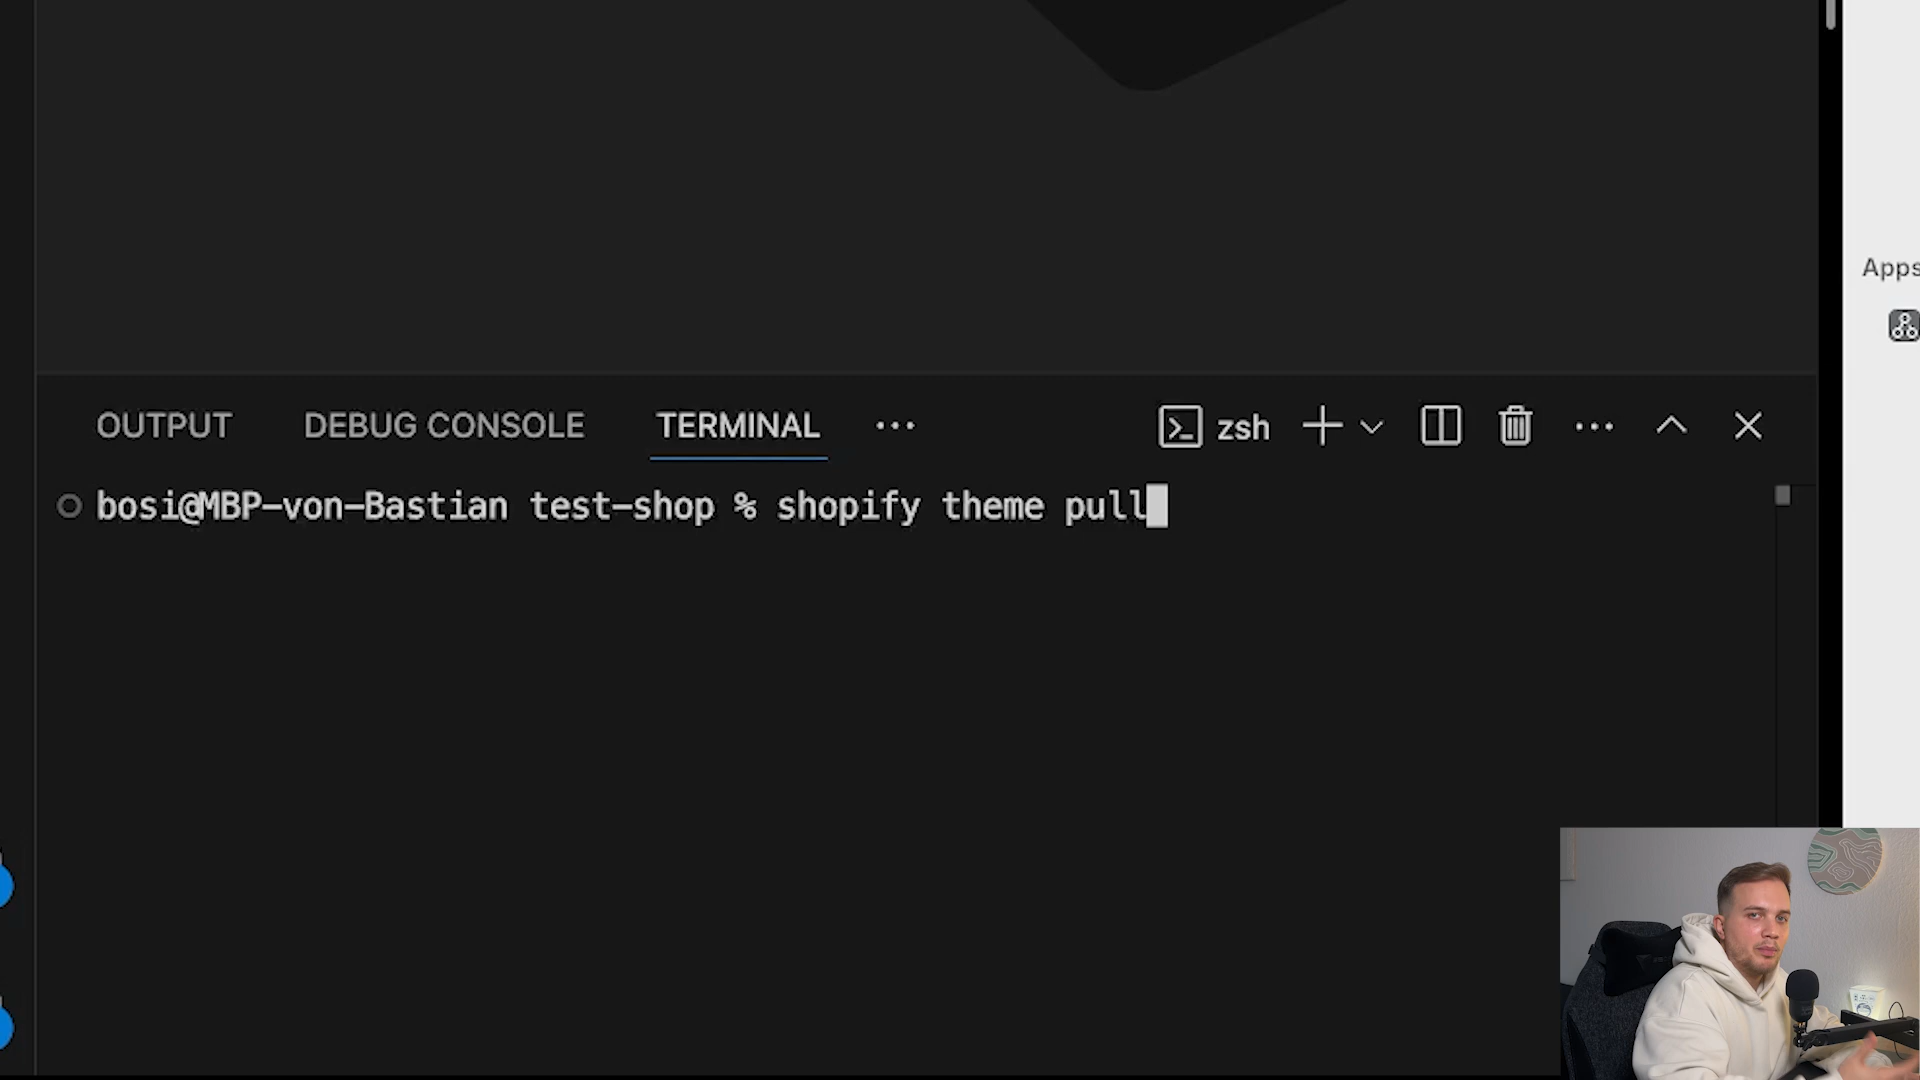 Apps
OUTPUT DEBUG CONSOLE TERMINAL ··· zsh
bosi@MBP-von-Bastian test-shop % shopify theme pull